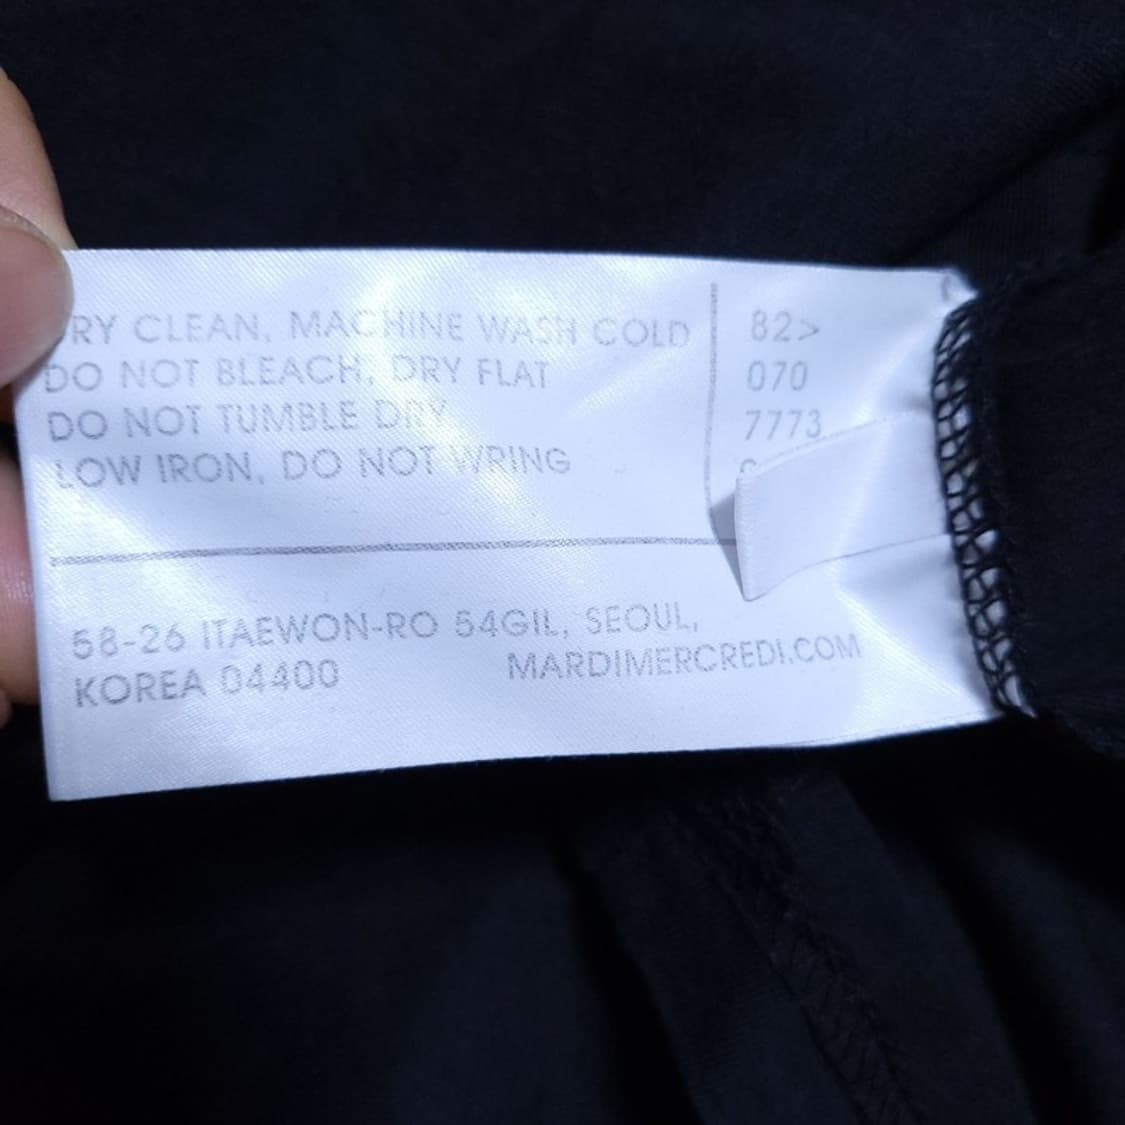 RY CLEAN, MACHINE WASH COLD
DO NOT BLEACH, DRY FLAT
DO NOT TUMBLE DRY
LOW IRON, DO NOT WRING
82>
070
7773
58-26 ITAEWON-RO 54GIL, SEOUL,
KOREA 04400
MARDIMERCREDI.COM